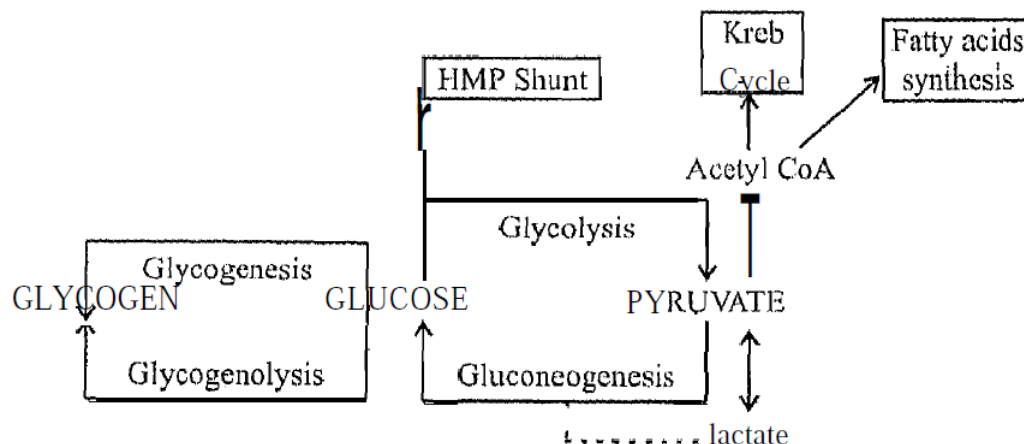 Kreb
Cycle
Fatty acids
synthesis
HMP Shunt
Acetyl CoA
Glycolysis
Glycogenesis
GLYCOGEN
GLUCOSE
PYRUVATE
Glycogenolysis
Gluconeogenesis
lactate